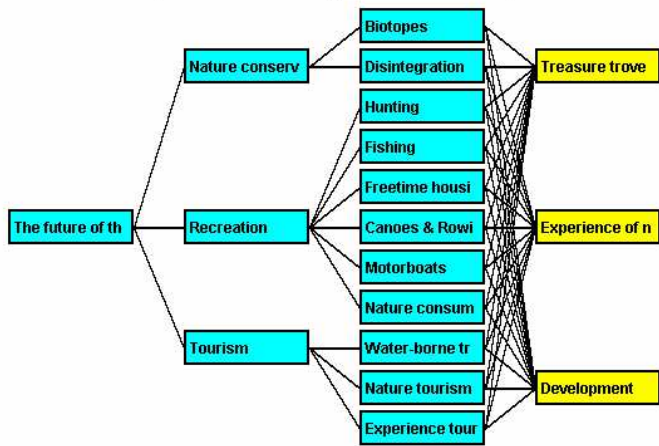 Biotopes
Nature conserv
Disintegration
Treasure trove
Hunting
Fishing
Freetime housi
The future of th
Recreation
Canoes & Rowi
Experience of n
Motorboats
Nature consum
Tourism
Water-borne tr
Nature tourism
Development
Experience tour